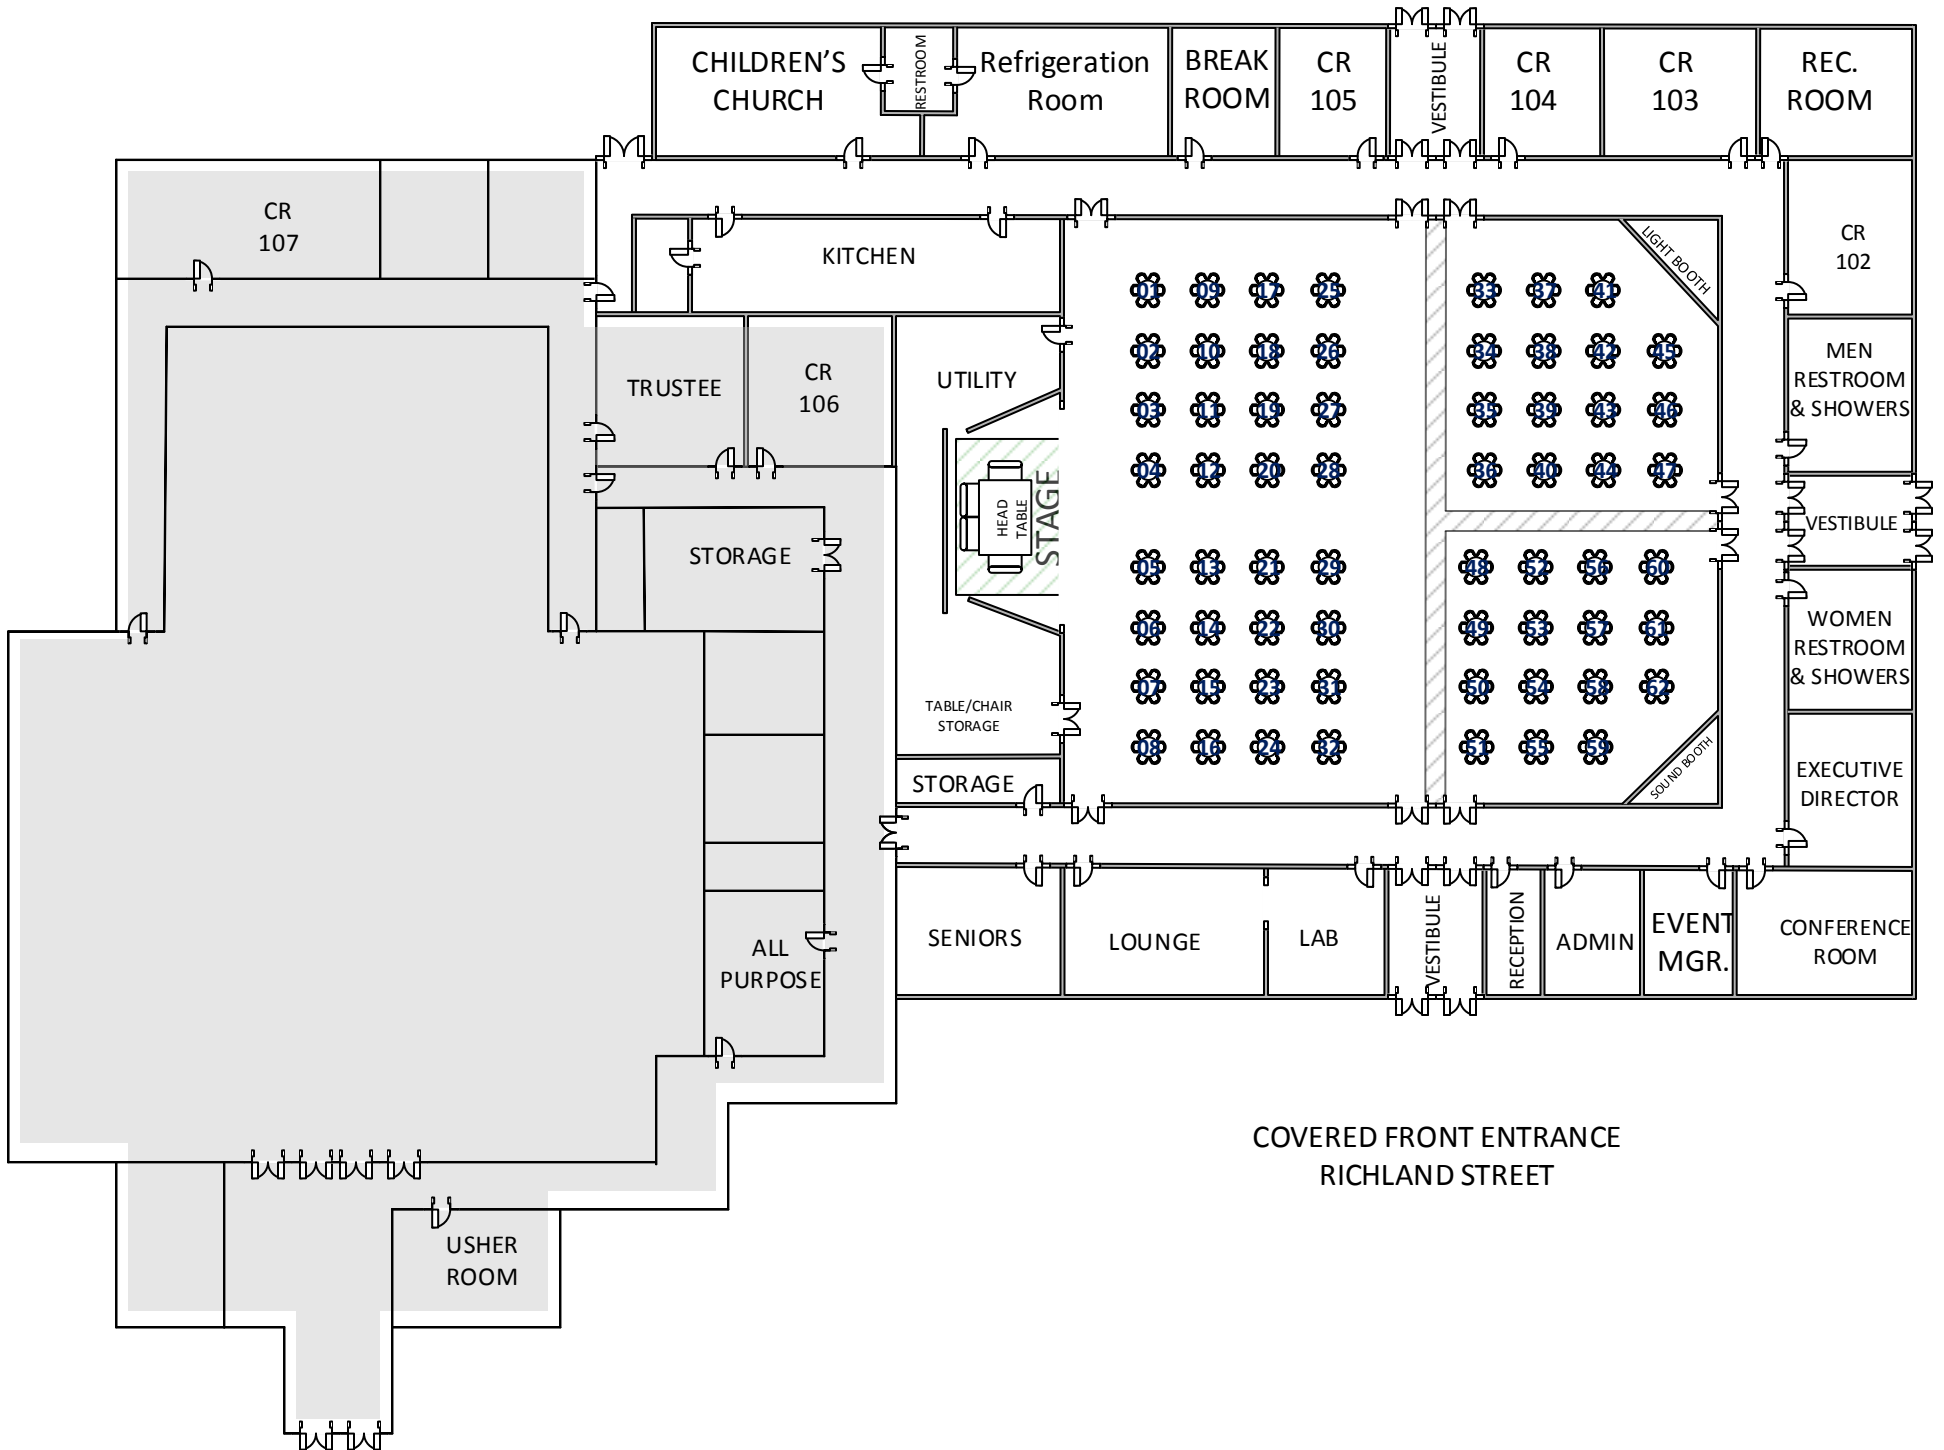 CHILDREN'S
CHURCH
RESTROOM
Refrigeration
Room
BREAK
ROOM
CR
105
VESTIBULE
CR
104
CR
103
REC.
ROOM
CR
107
KITCHEN
LIGHT BOOTH
CR
102
01 09 17 25 33 37 41
02 10 18 26 34 38 42 45
03 11 19 27 35 39 43 46
04 12 20 28 36 40 44 47
TRUSTEE
CR
106
UTILITY
MEN
RESTROOM
& SHOWERS
HEAD
TABLE
STAGE
STORAGE
VESTIBULE
05 13 21 29 48 52 56 60
06 14 22 30 49 53 57 61
07 15 23 31 50 54 58 62
08 16 24 32 51 55 59
WOMEN
RESTROOM
& SHOWERS
TABLE/CHAIR
STORAGE
STORAGE
SOUND BOOTH
EXECUTIVE
DIRECTOR
ALL
PURPOSE
SENIORS
LOUNGE
LAB
VESTIBULE
RECEPTION
ADMIN
EVENT
MGR.
CONFERENCE
ROOM
COVERED FRONT ENTRANCE
RICHLAND STREET
USHER
ROOM